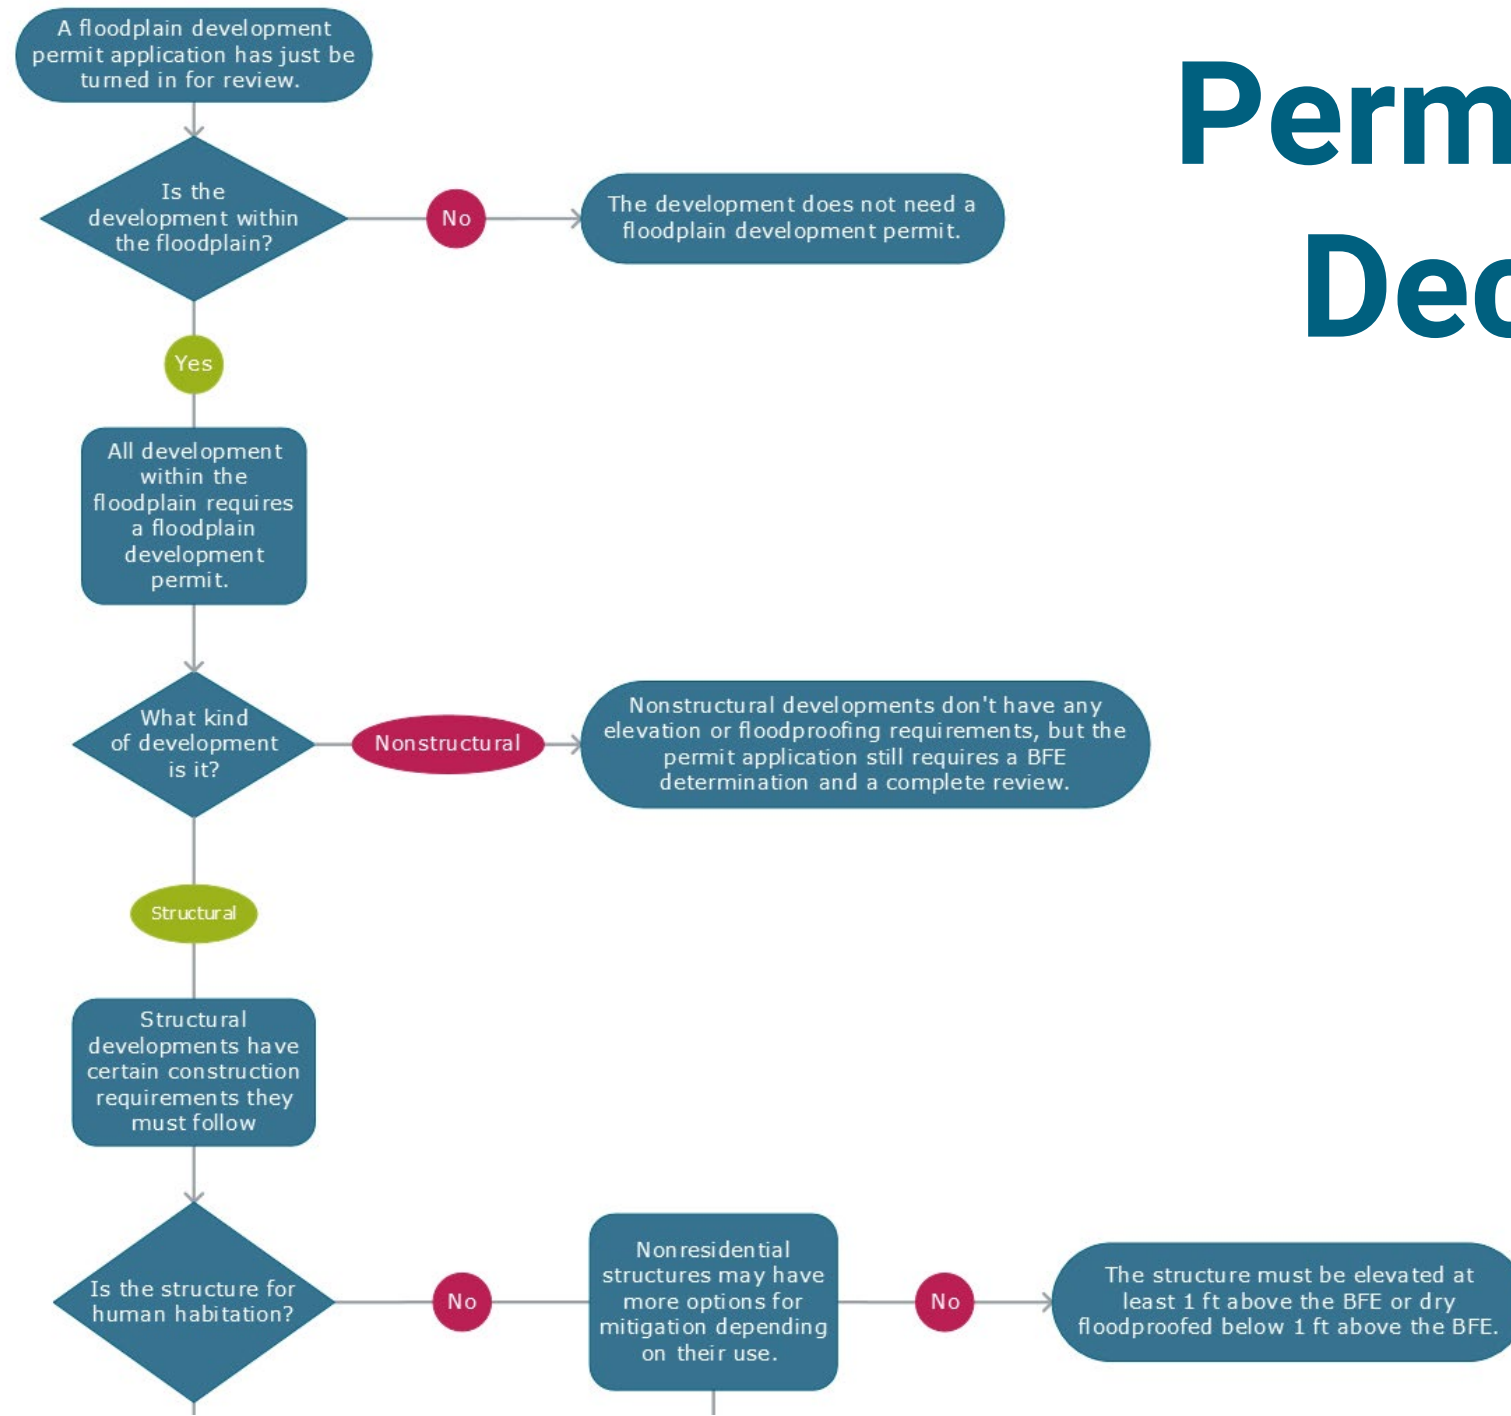 A floodplain development
permit application has just be
turned in for review.
Perm
Dec
Is the
development within
the floodplain?
No
The development does not need a
floodplain development permit.
Yes
All development
within the
floodplain requires
a floodplain
development
permit.
What kind
of development
is it?
Nonstructural
Nonstructural developments don't have any
elevation or floodproofing requirements, but the
permit application still requires a BFE
determination and a complete review.
Structural
Structural
developments have
certain construction
requirements they
must follow
Is the structure for
human habitation?
No
Nonresidential
structures may have
more options for
mitigation depending
on their use.
No
The structure must be elevated at
least 1 ft above the BFE or dry
floodproofed below 1 ft above the BFE.